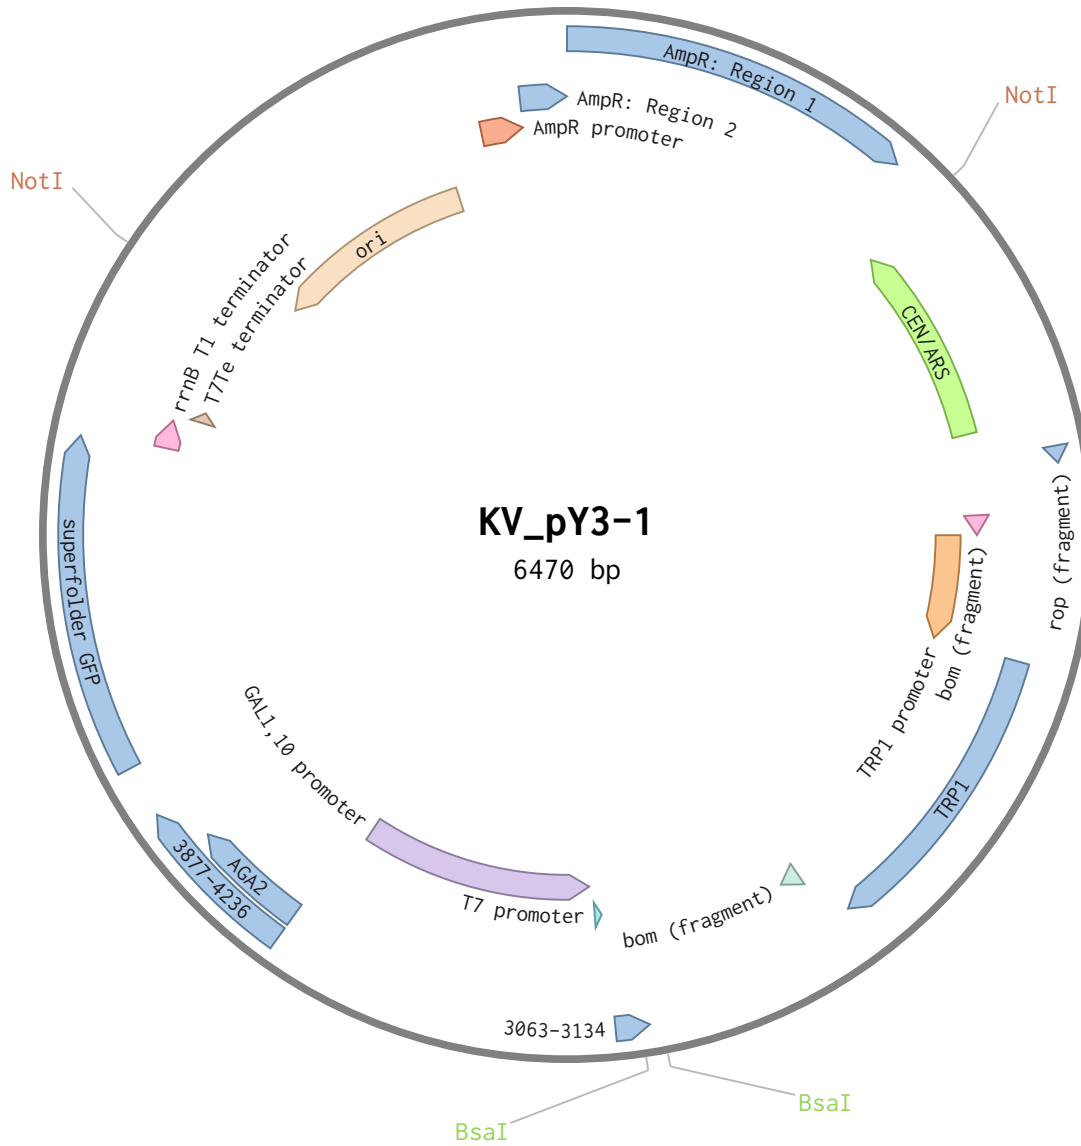 AmpR: Region 1
AmpR: Region 2
AmpR promoter
NotI
NotI
ori
rrnB T1 terminator
T7Te terminator
CEN/ARS
rop (fragment)
bom (fragment)
KV_pY3-1
6470 bp
superfolder GFP
TRP1 promoter
TRP1
GAL1,10 promoter
AGA2
3877-4236
T7 promoter
bom (fragment)
3063-3134
BsaI
BsaI